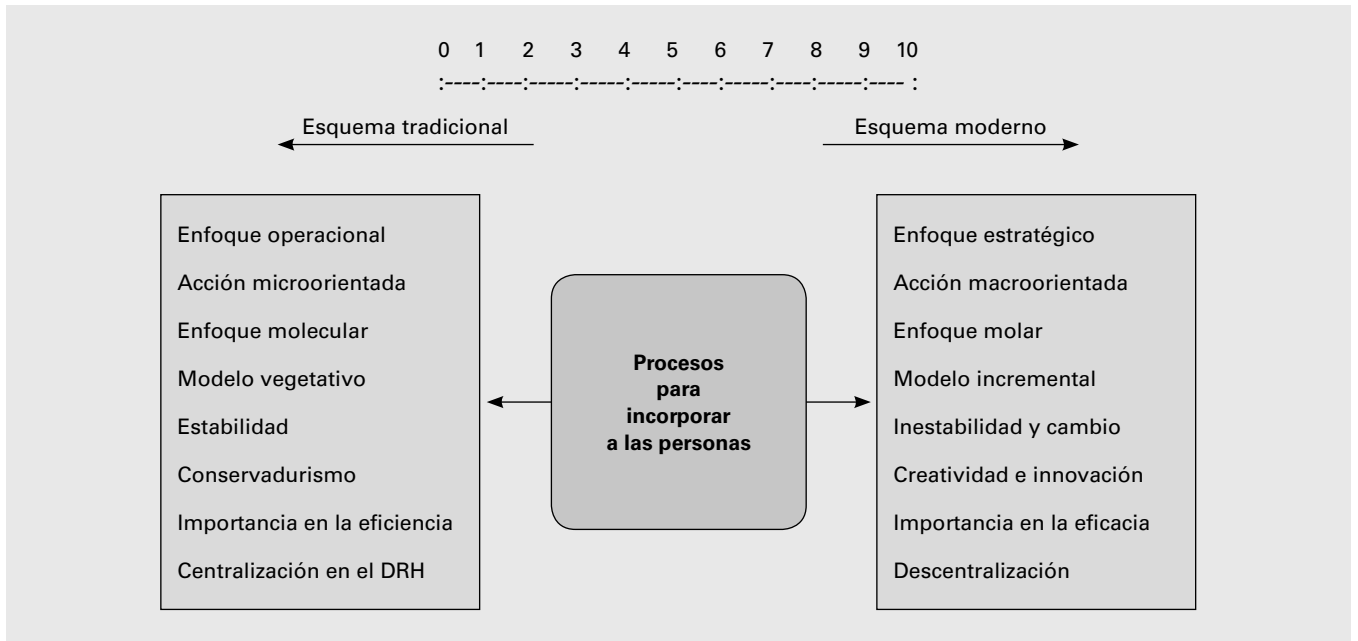 0 1 2 3 4 5 6 7 8 9 10
:----:----:-----:-----:----:-----:----:-----:----:-----:---- :
Esquema tradicional
Esquema moderno
Enfoque operacional
Acción microorientada
Enfoque molecular
Modelo vegetativo
Estabilidad
Conservadurismo
Importancia en la eficiencia
Centralización en el DRH
Procesos
para
incorporar
a las personas
Enfoque estratégico
Acción macroorientada
Enfoque molar
Modelo incremental
Inestabilidad y cambio
Creatividad e innovación
Importancia en la eficacia
Descentralización